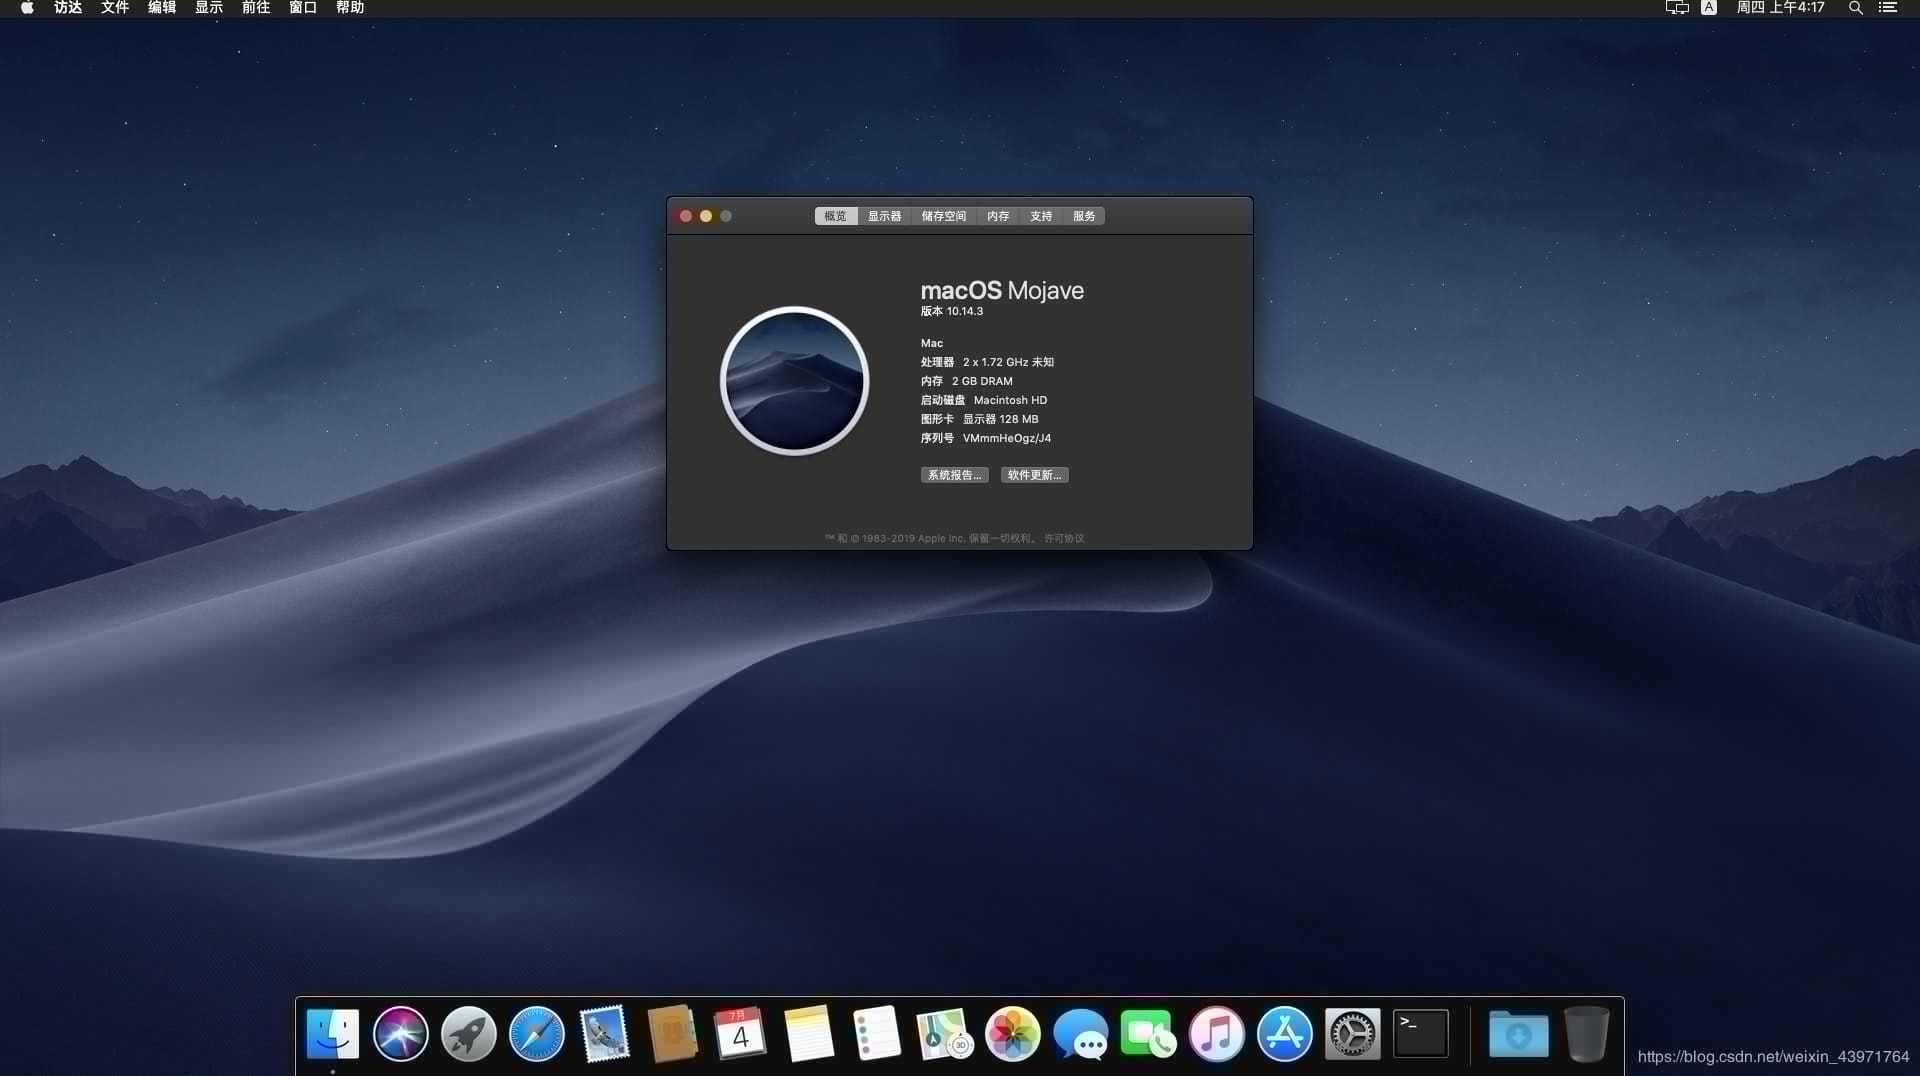 访达 文件 编辑 显示 前往 窗口 帮助
A 周四 上午4:17
概览 显示器 储存空间 内存 支持 服务
macOS Mojave
版本 10.14.3
Mac
处理器 2 x 1.72 GHz 未知
内存 2 GB DRAM
启动磁盘 Macintosh HD
图形卡 显示器 128 MB
序列号 VMmmHeOgz/J4
系统报告... 软件更新...
™ 和 © 1983-2019 Apple Inc. 保留一切权利。 许可协议
7月
4
3D
>_
https://blog.csdn.net/weixin_43971764